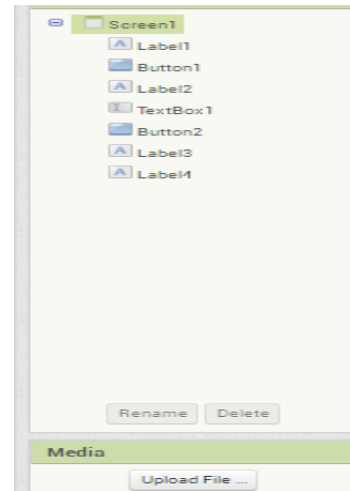 Screen1
Label1
Button1
Label2
TextBox1
Button2
Label3
Label4
Rename Delete
Media
Upload File ...